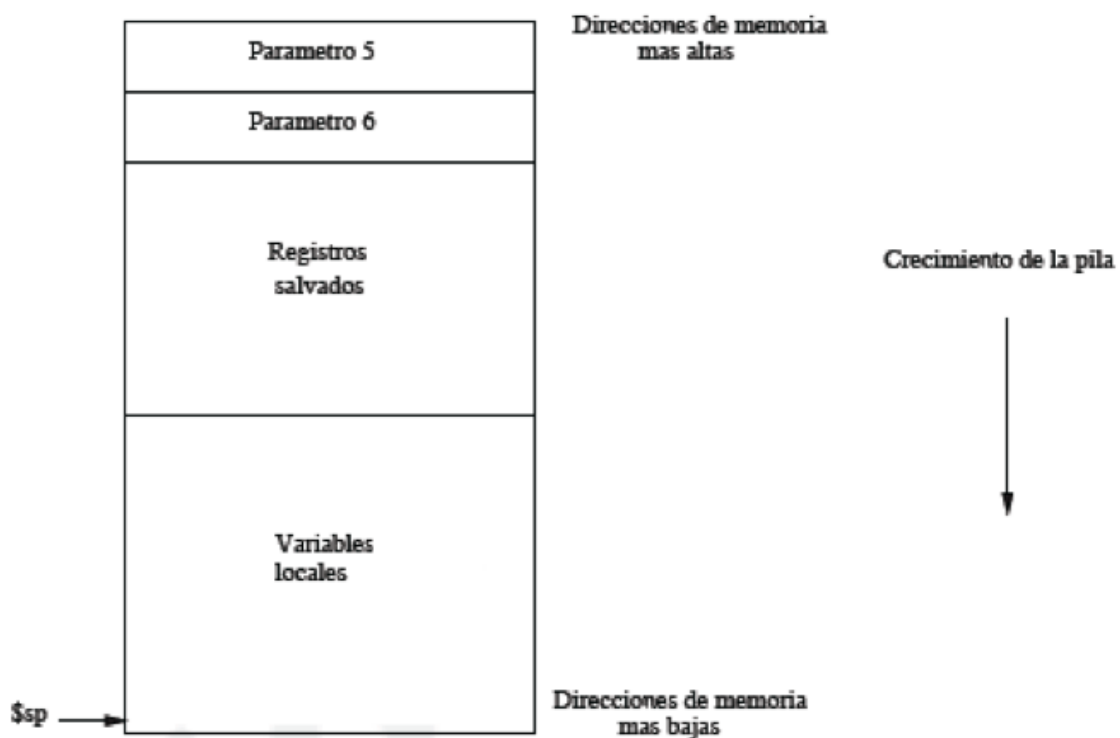 Parametro 5
Direcciones de memoria
mas altas
Parametro 6
Registros
salvados
Crecimiento de la pila
Variables
locales
$sp
Direcciones de memoria
mas bajas